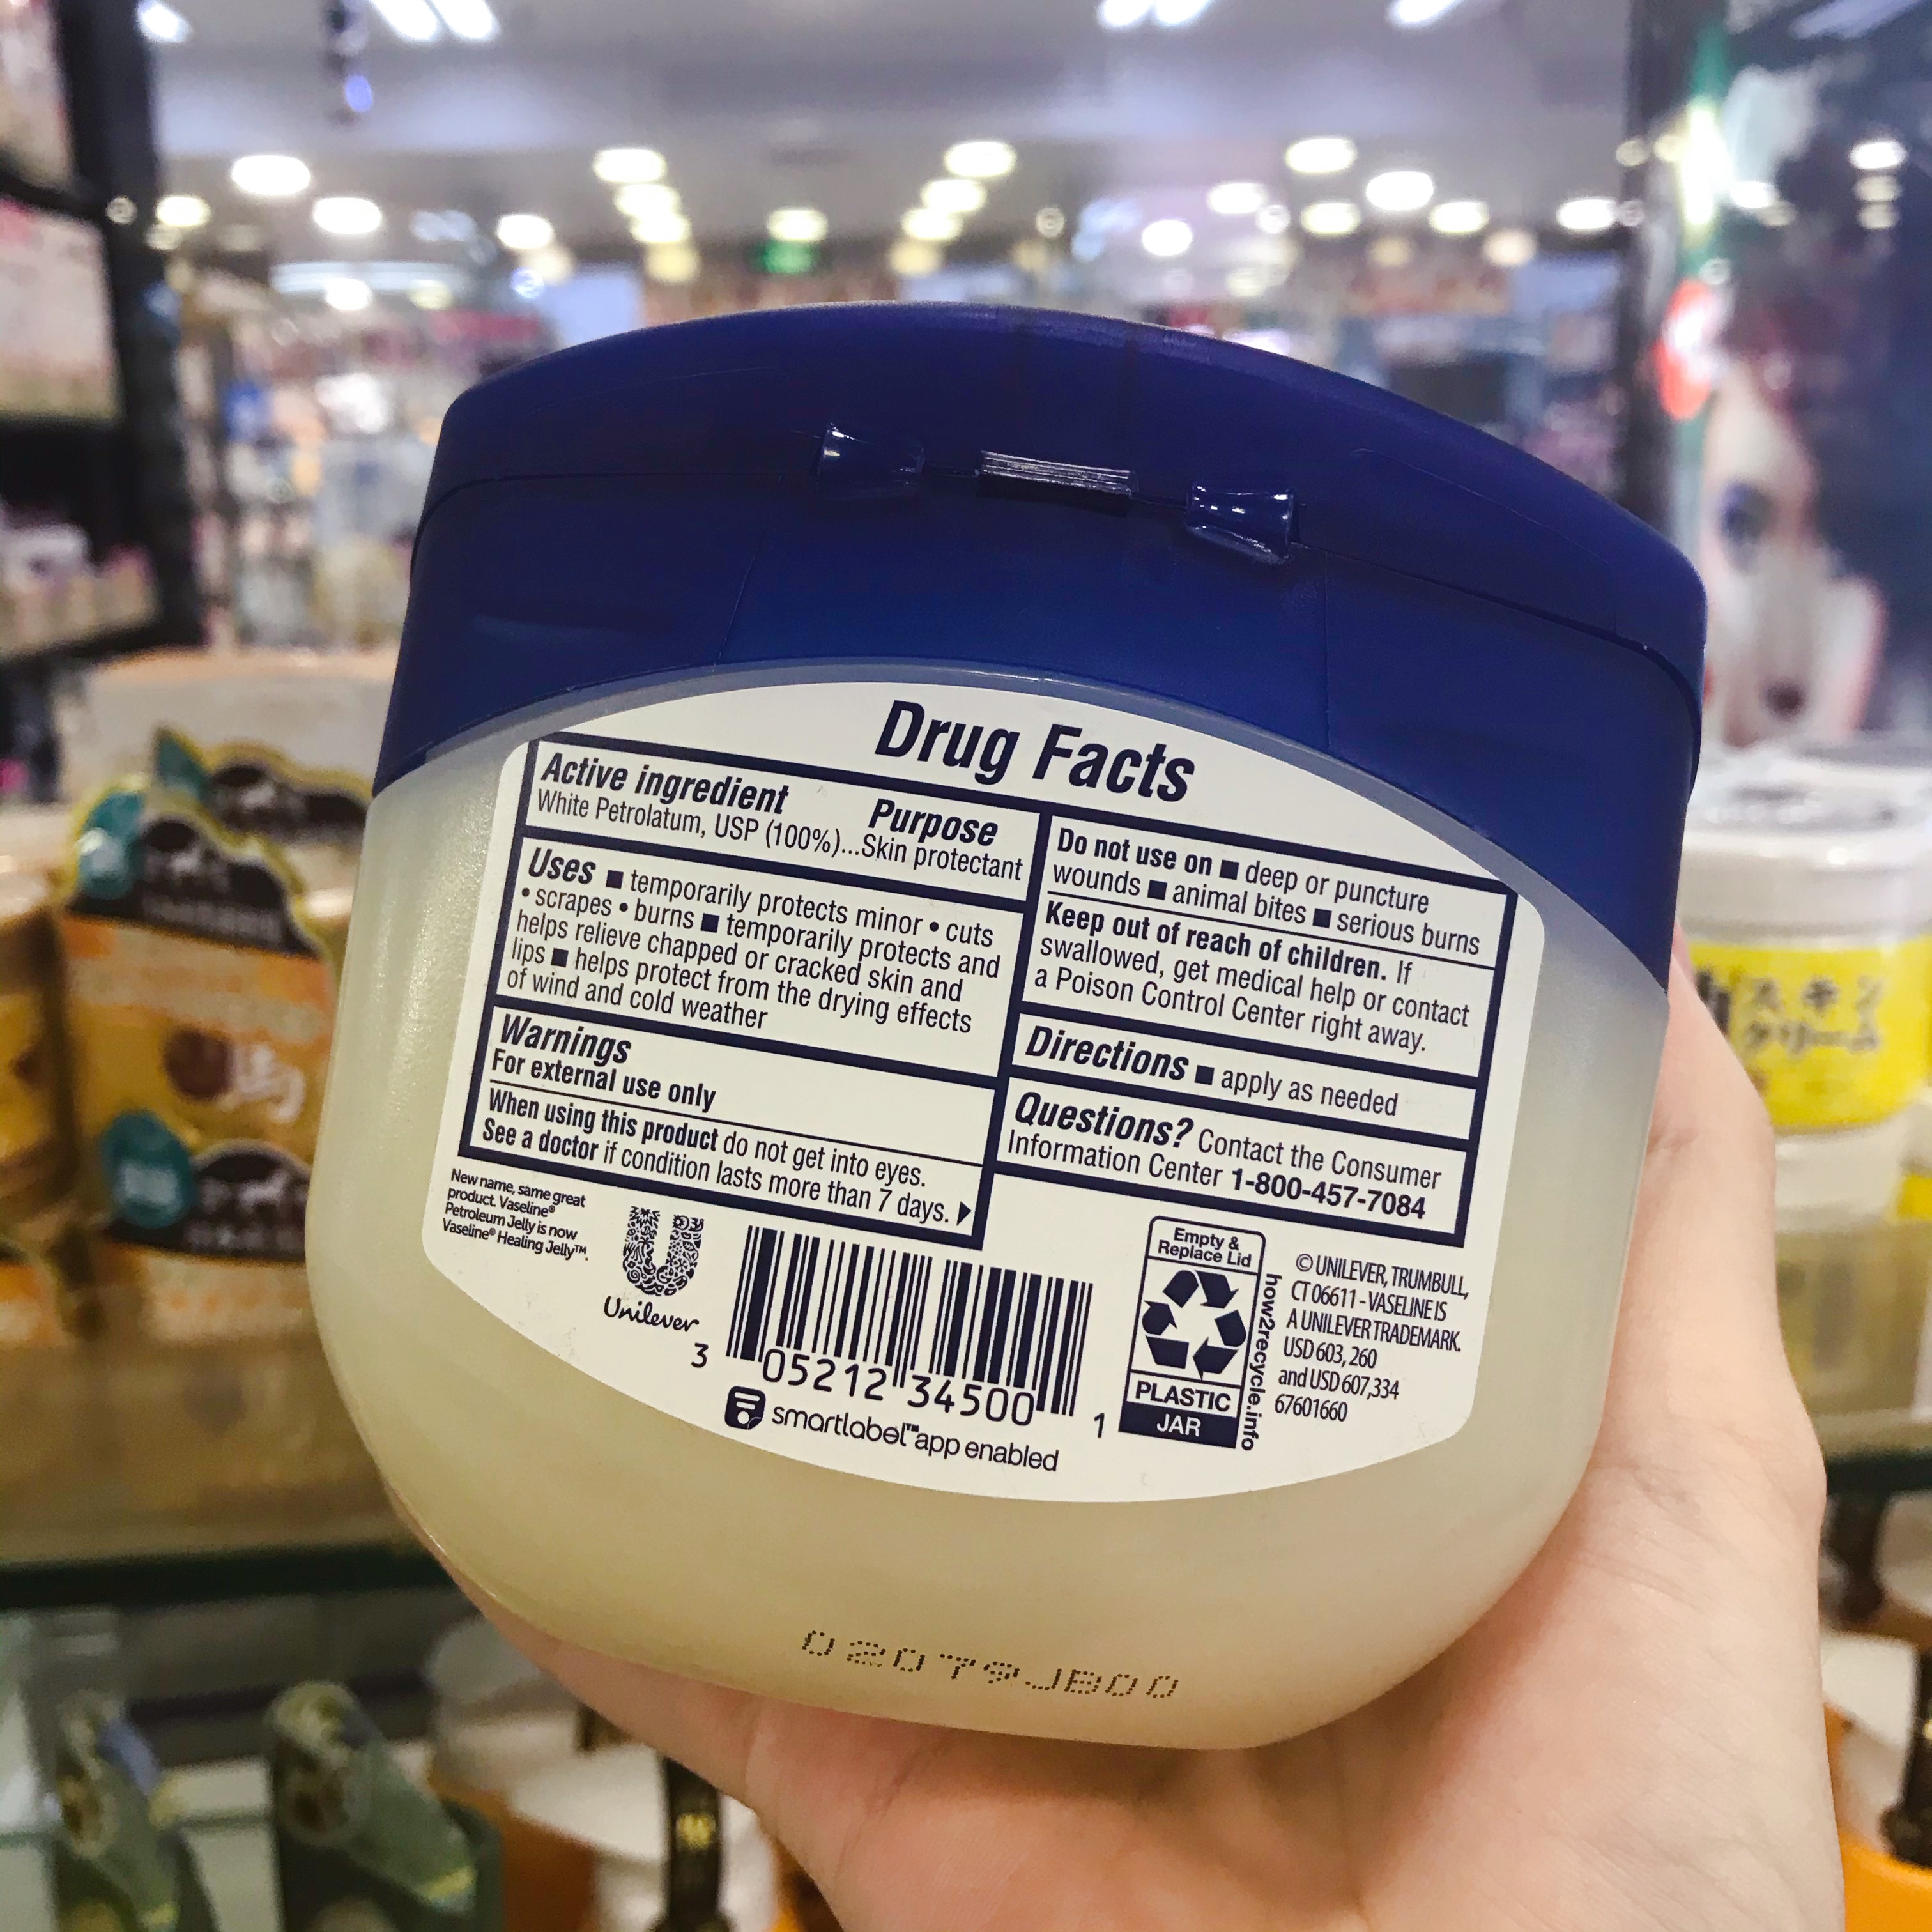 Drug Facts
Active ingredient Purpose
White Petrolatum, USP (100%)...Skin protectant
Uses ■ temporarily protects minor • cuts
• scrapes • burns ■ temporarily protects and
helps relieve chapped or cracked skin and
lips ■ helps protect from the drying effects
of wind and cold weather
Warnings
For external use only
When using this product do not get into eyes.
See a doctor if condition lasts more than 7 days.▶
Do not use on ■ deep or puncture
wounds ■ animal bites ■ serious burns
Keep out of reach of children. If
swallowed, get medical help or contact
a Poison Control Center right away.
Directions ■ apply as needed
Questions? Contact the Consumer
Information Center 1-800-457-7084
New name, same great
product. Vaseline®
Petroleum Jelly is now
Vaseline® Healing Jelly™.
Unilever
3 05212 34500 1
smartlabel™ app enabled
Empty &
Replace Lid
PLASTIC
JAR
how2recycle.info
© UNILEVER, TRUMBULL,
CT 06611 - VASELINE IS
A UNILEVER TRADEMARK.
USD 603, 260
and USD 607,334
67601660
02079JB00
スキン
クリーム
馬